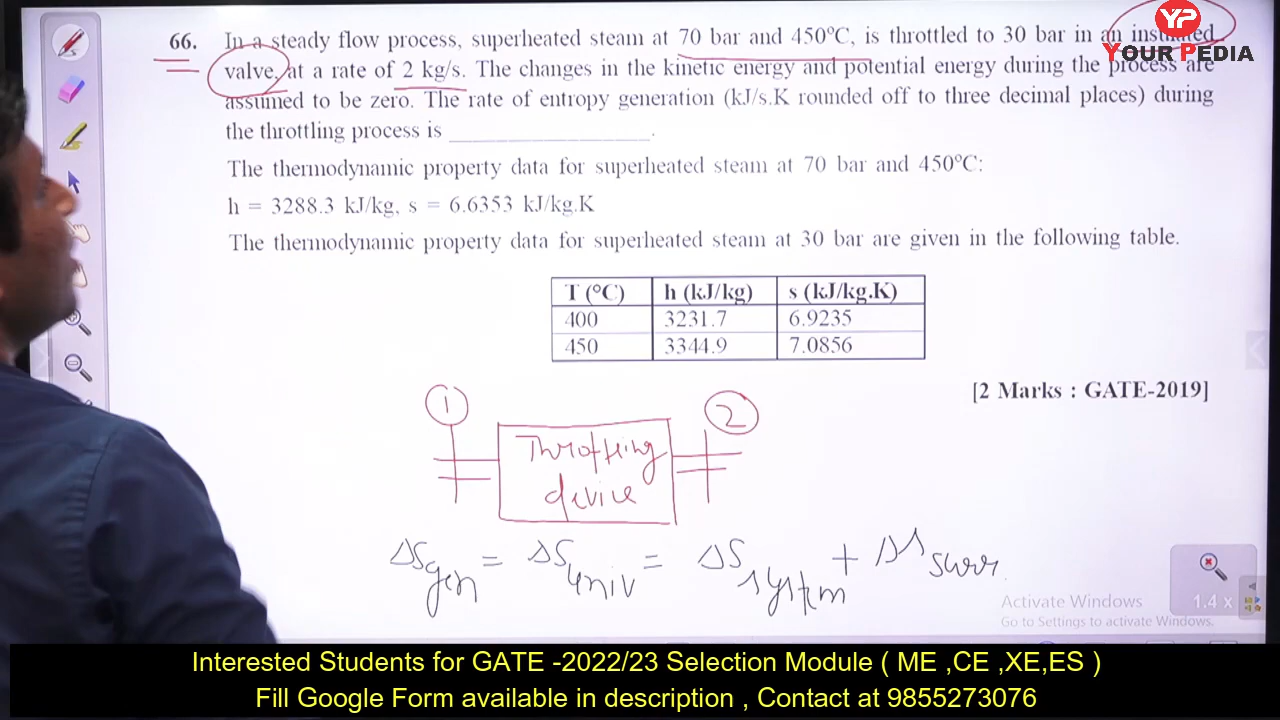 YP
YOUR PEDIA
66. In a steady flow process, superheated steam at 70 bar and 450°C, is throttled to 30 bar in an insulated
valve, at a rate of 2 kg/s. The changes in the kinetic energy and potential energy during the process are
assumed to be zero. The rate of entropy generation (kJ/s.K rounded off to three decimal places) during
the throttling process is ____________________.
The thermodynamic property data for superheated steam at 70 bar and 450°C:
h = 3288.3 kJ/kg, s = 6.6353 kJ/kg.K
The thermodynamic property data for superheated steam at 30 bar are given in the following table.
T (°C) h (kJ/kg) s (kJ/kg.K)
400 3231.7 6.9235
450 3344.9 7.0856
[2 Marks : GATE-2019]
1 2
Throttling
device
ΔSgen = ΔSuniv = ΔSsystem + ΔSsurr
Activate Windows
Go to Settings to activate Windows.
1.4 x
Interested Students for GATE -2022/23 Selection Module ( ME ,CE ,XE,ES )
Fill Google Form available in description , Contact at 9855273076